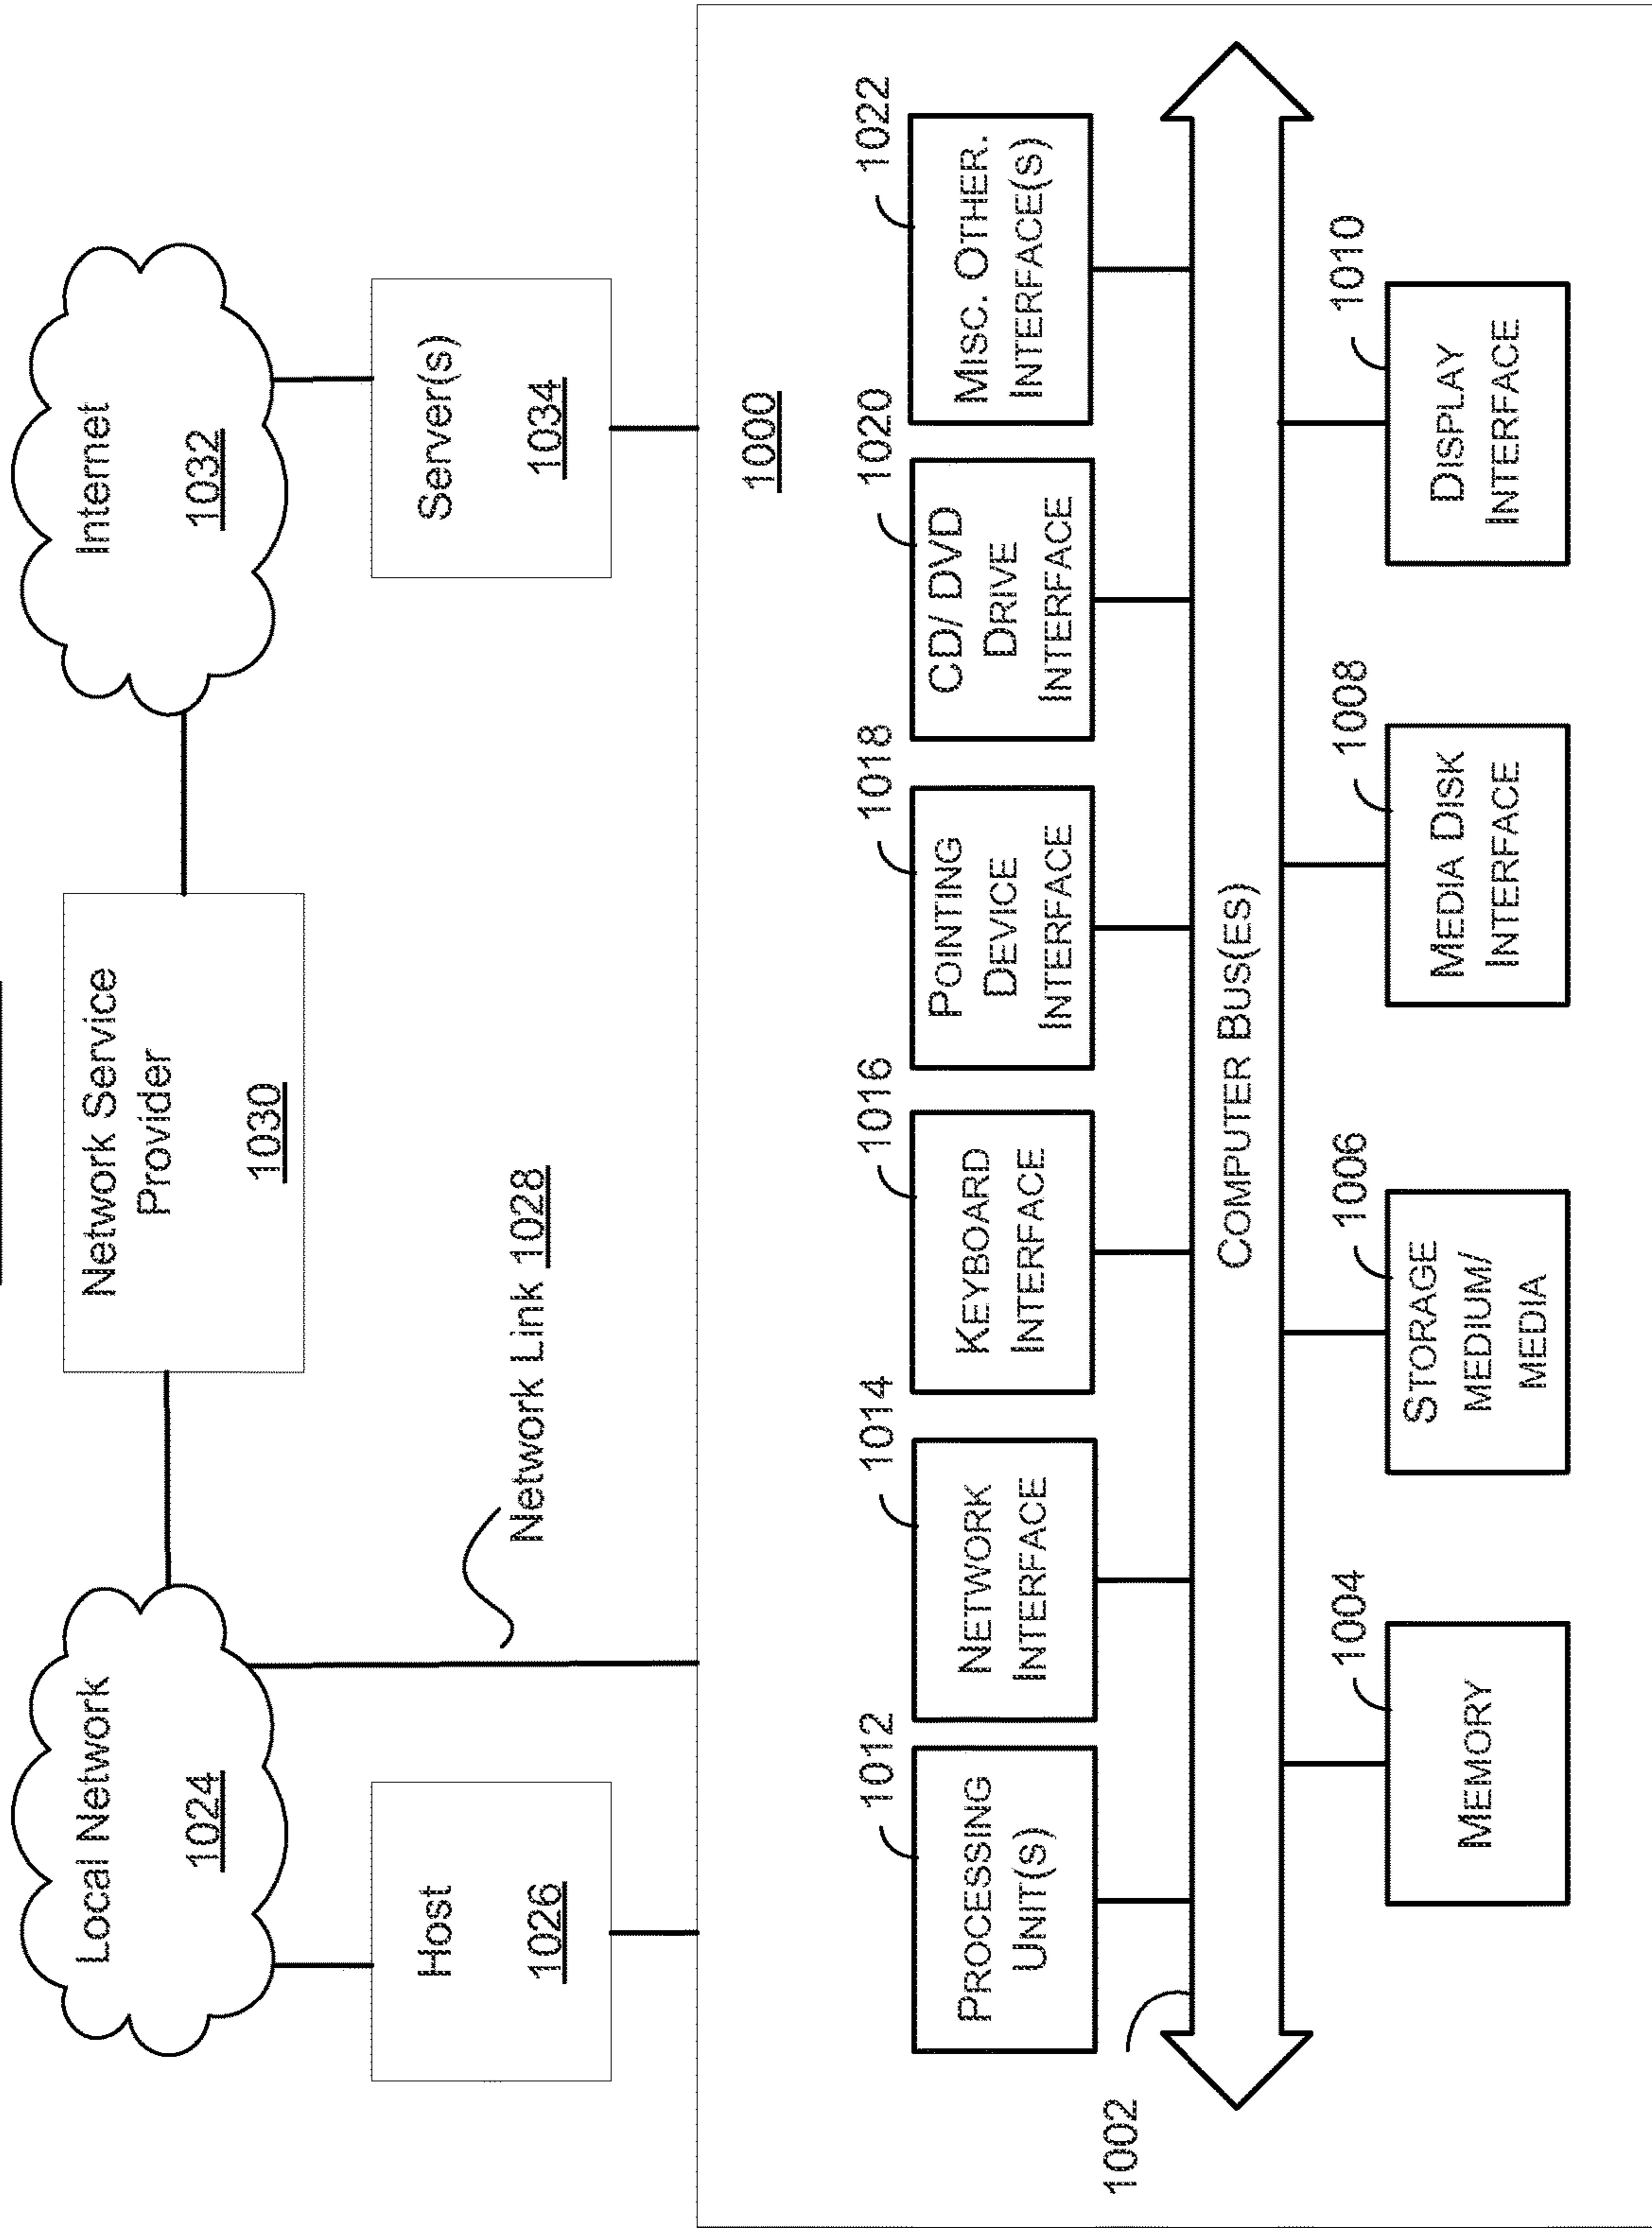 Local Network
1024
Network Service
Provider
1030
Internet
1032
Host
1026
Network Link 1028
Server(s)
1034
1000
1012
PROCESSING
UNIT(S)
1014
NETWORK
INTERFACE
1016
KEYBOARD
INTERFACE
1018
POINTING
DEVICE
INTERFACE
1020
CD/ DVD
DRIVE
INTERFACE
1022
MISC. OTHER.
INTERFACE(S)
1002
COMPUTER BUS(ES)
1004
MEMORY
1006
STORAGE
MEDIUM/
MEDIA
1008
MEDIA DISK
INTERFACE
1010
DISPLAY
INTERFACE